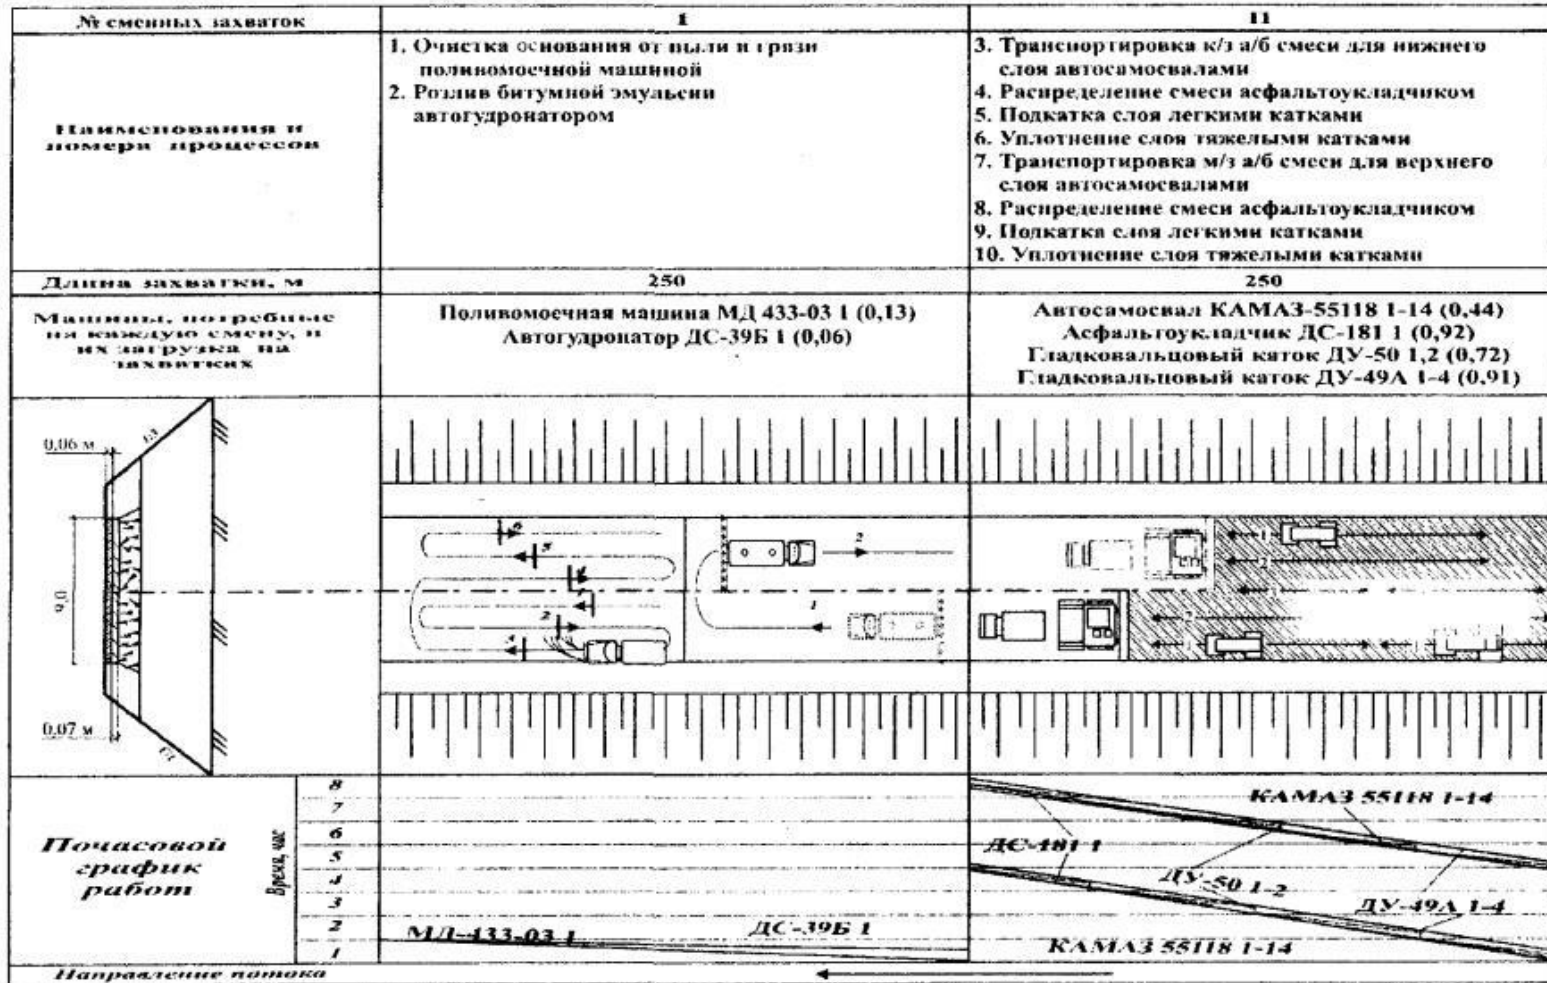 № сменных захваток
I
II
Наименования и
номера процессов
1. Очистка основания от пыли и грязи
поливомоечной машиной
2. Розлив битумной эмульсии
автогудронатором
3. Транспортировка к/з а/б смеси для нижнего
слоя автосамосвалами
4. Распределение смеси асфальтоукладчиком
5. Подкатка слоя легкими катками
6. Уплотнение слоя тяжелыми катками
7. Транспортировка м/з а/б смеси для верхнего
слоя автосамосвалами
8. Распределение смеси асфальтоукладчиком
9. Подкатка слоя легкими катками
10. Уплотнение слоя тяжелыми катками
Длина захватки, м
250
250
Машины, потребные
на каждую смену, и
их загрузка на
захватках
Поливомоечная машина МД 433-03 1 (0,13)
Автогудронатор ДС-39Б 1 (0,06)
Автосамосвал КАМАЗ-55118 1-14 (0,44)
Асфальтоукладчик ДС-181 1 (0,92)
Гладковальцовый каток ДУ-50 1,2 (0,72)
Гладковальцовый каток ДУ-49А 1-4 (0,91)
0,06 м
9,0
0,07 м
6
5
2
2
1
1
2
Почасовой
график
работ
Время, час
8
7
6
5
4
3
2
1
МД-433-03 1
ДС-39Б 1
КАМАЗ 55118 1-14
ДС-181 1
ДУ-50 1-2
ДУ-49А 1-4
КАМАЗ 55118 1-14
Направление потока